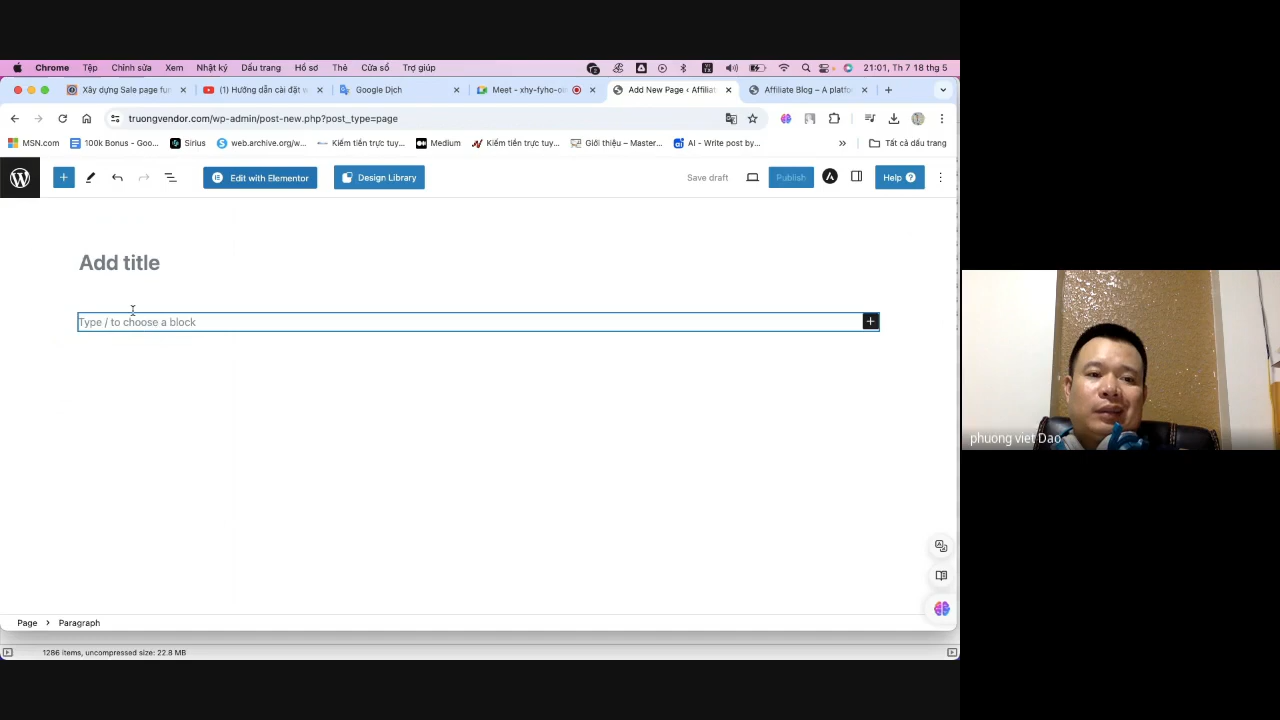 Chrome Tệp Chỉnh sửa Xem Nhật ký Dấu trang Hồ sơ Thẻ Cửa sổ Trợ giúp 21:01, Th 7 18 thg 5
Xây dựng Sale page fun (1) Hướng dẫn cài đặt w Google Dịch Meet - xhy-fyho-ou Add New Page ‹ Affiliat Affiliate Blog – A platfo
truongvendor.com/wp-admin/post-new.php?post_type=page
MSN.com 100k Bonus - Goo... Sirius web.archive.org/w... Kiếm tiền trực tuy... Medium Kiếm tiền trực tuy... Giới thiệu – Master... AI - Write post by... » Tất cả dấu trang
Edit with Elementor Design Library Save draft Publish Help
Add title
Type / to choose a block
phuong viet Dao
Page › Paragraph
1286 items, uncompressed size: 22.8 MB